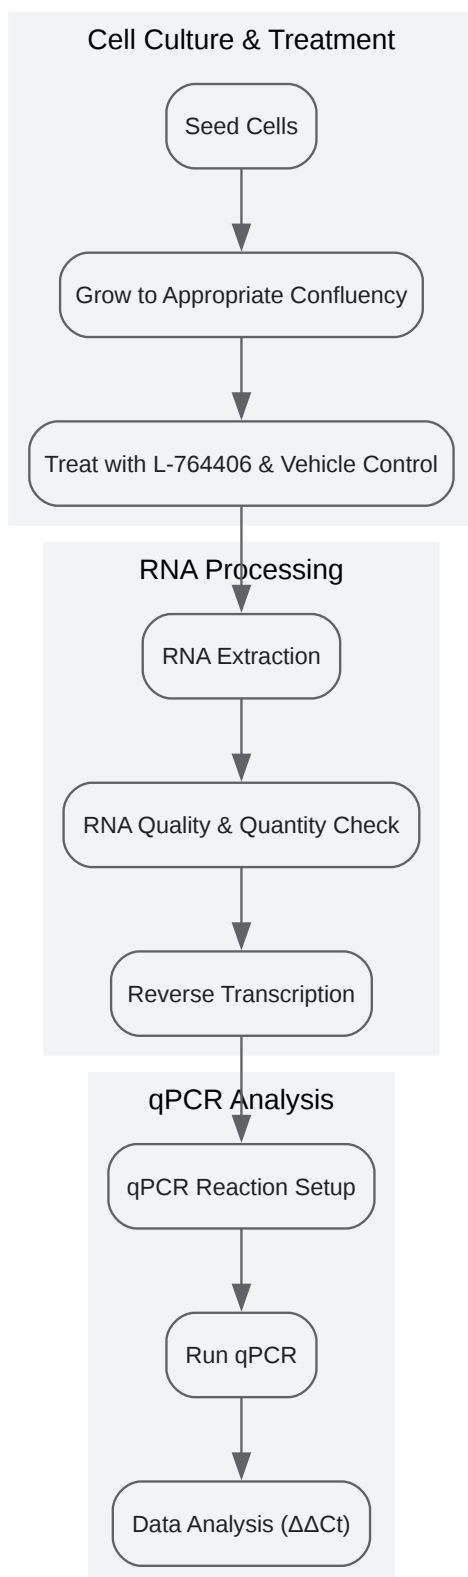 Cell Culture & Treatment
Seed Cells
Grow to Appropriate Confluency
Treat with L-764406 & Vehicle Control
RNA Processing
RNA Extraction
RNA Quality & Quantity Check
Reverse Transcription
qPCR Analysis
qPCR Reaction Setup
Run qPCR
Data Analysis (ΔΔCt)